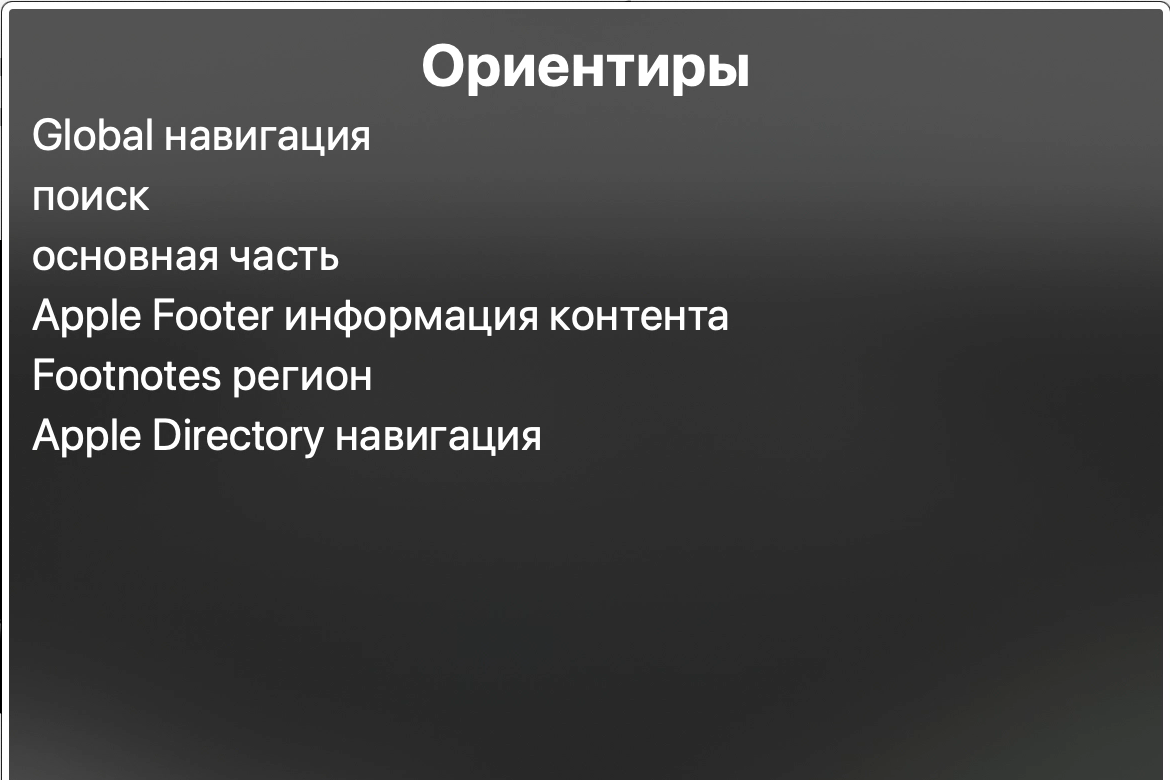 Ориентиры
Global навигация
поиск
основная часть
Apple Footer информация контента
Footnotes регион
Apple Directory навигация